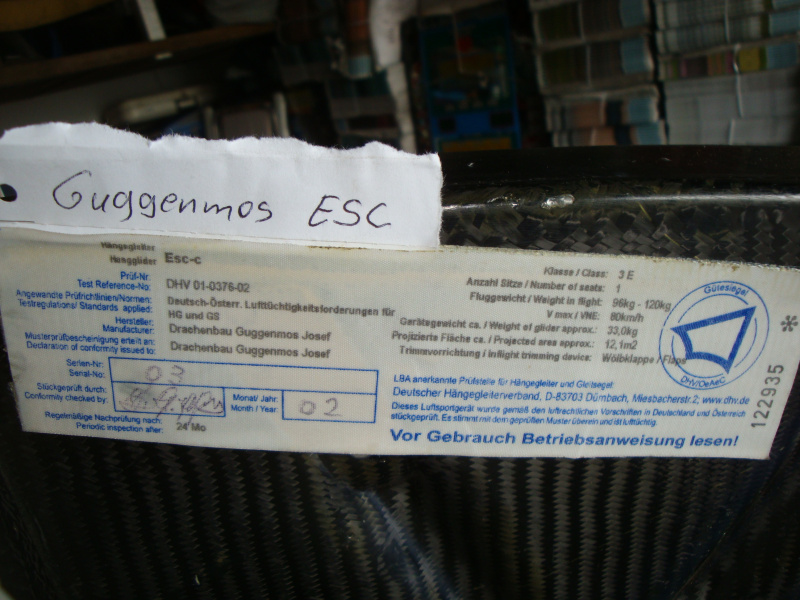 Guggenmos ESC
Hängegleiter
Hangglider
Esc-c
Prüf-Nr.
Test Reference-No:
DHV 01-0376-02
Angewandte Prüfrichtlinien/Normen:
Testregulations/ Standards applied:
Deutsch-Österr. Lufttüchtigkeitsforderungen für
HG und GS
Hersteller:
Manufacturer:
Drachenbau Guggenmos Josef
Musterprüfbescheinigung erteilt an:
Declaration of conformity issued to:
Drachenbau Guggenmos Josef
Serien-Nr:
Serial-No:
03
Stückgeprüft durch:
Conformity checked by:
Monat/ Jahr:
Month / Year:
02
Regelmäßige Nachprüfung nach:
Periodic inspection after:
24 Mo
Klasse / Class: 3 E
Anzahl Sitze / Number of seats: 1
Fluggewicht / Weight in flight: 96kg - 120kg
V max / VNE: 80km/h
Gerätegewicht ca. / Weight of glider approx.: 33,0kg
Projizierte Fläche ca. / Projected area approx.: 12,1m2
Trimmvorrichtung / Inflight trimming device: Wölbklappe / Flaps
LBA anerkannte Prüfstelle für Hängegleiter und Gleitsegel:
Deutscher Hängegleiterverband, D-83703 Dürnbach, Miesbacherstr.2; www.dhv.de
Dieses Luftsportgerät wurde gemäß den luftrechtlichen Vorschriften in Deutschland und Österreich
stückgeprüft. Es stimmt mit dem geprüften Muster überein und ist lufttüchtig.
Vor Gebrauch Betriebsanweisung lesen!
Gütesiegel
DHV/OeAeC
122935 *